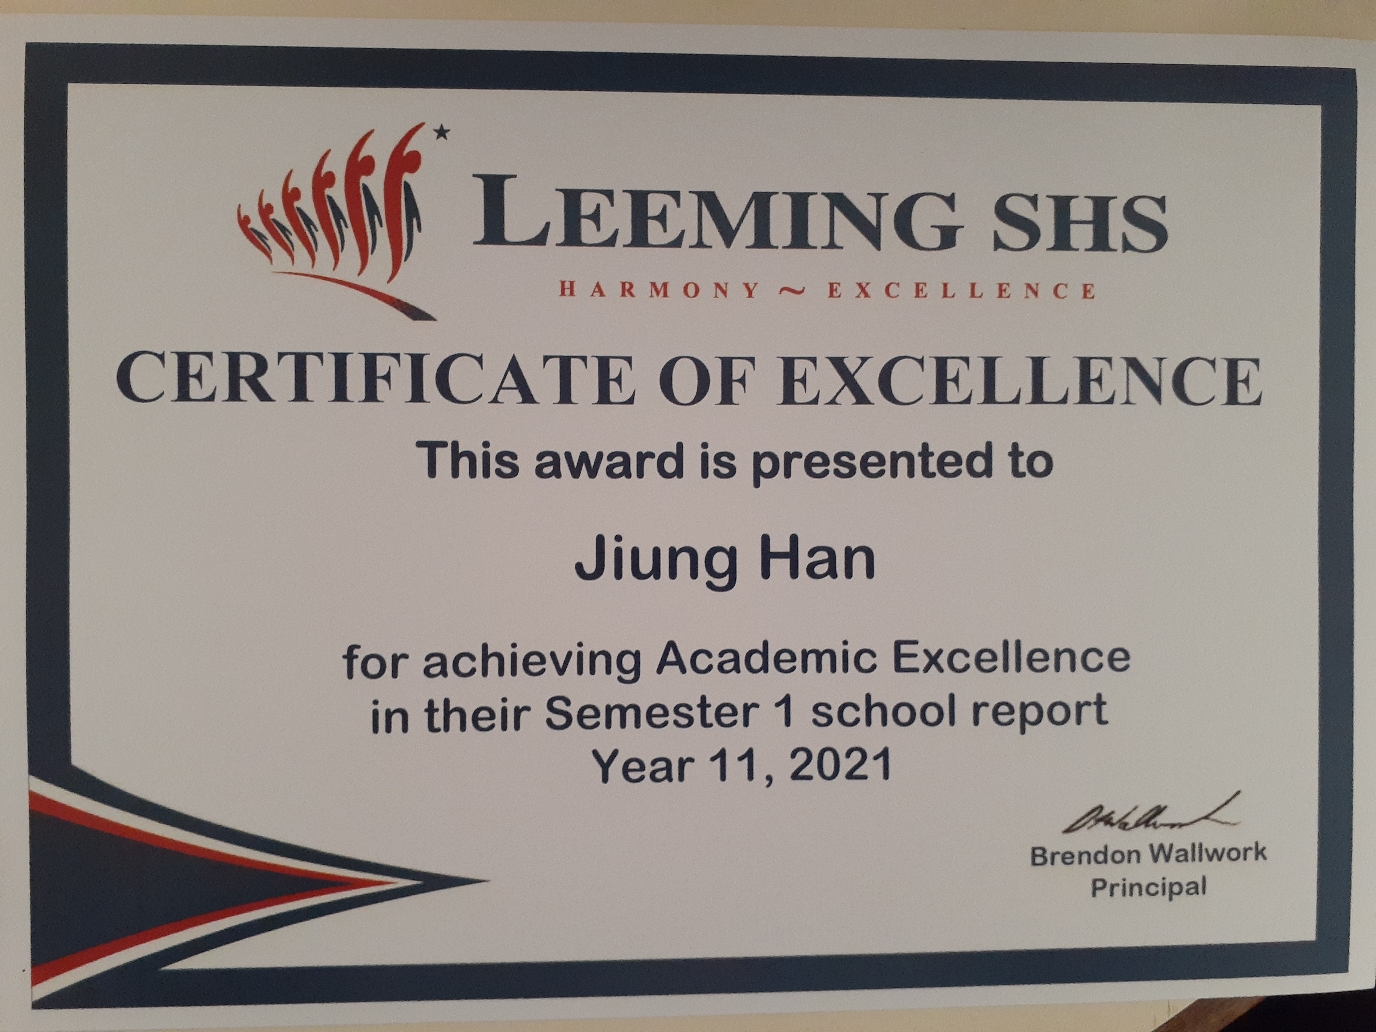 LEEMING SHS
HARMONY ~ EXCELLENCE
CERTIFICATE OF EXCELLENCE
This award is presented to
Jiung Han
for achieving Academic Excellence
in their Semester 1 school report
Year 11, 2021
Brendon Wallwork
Principal